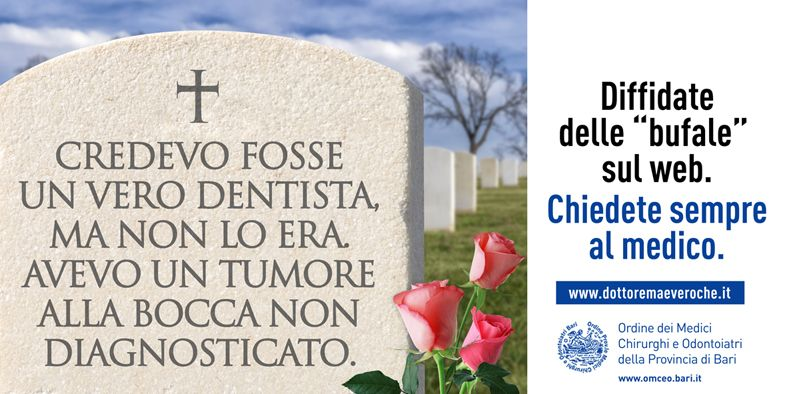 CREDEVO FOSSE
UN VERO DENTISTA,
MA NON LO ERA.
AVEVO UN TUMORE
ALLA BOCCA NON
DIAGNOSTICATO.
Diffidate
delle “bufale”
sul web.
Chiedete sempre
al medico.
www.dottoremaeveroche.it
Ordine dei Medici
Chirurghi e Odontoiatri
della Provincia di Bari
www.omceo.bari.it